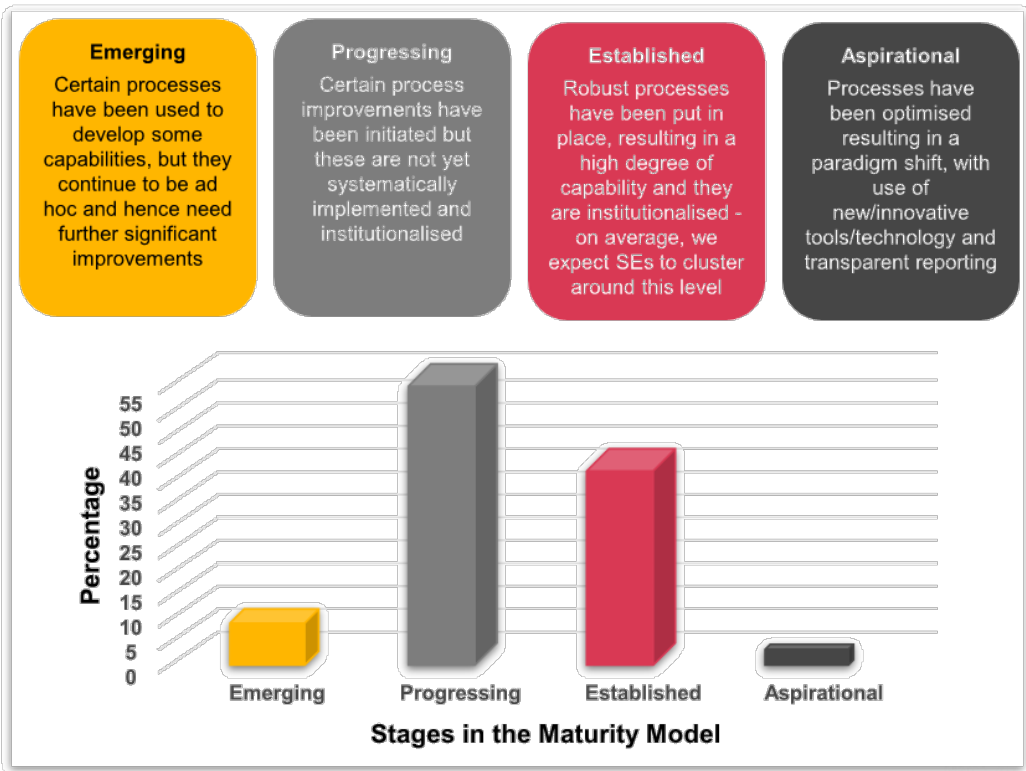 Emerging
Certain processes
have been used to
develop some
capabilities, but they
continue to be ad
hoc and hence need
further significant
improvements
Progressing
Certain process
improvements have
been initiated but
these are not yet
systematically
implemented and
institutionalised
Established
Robust processes
have been put in
place, resulting in a
high degree of
capability and they
are institutionalised -
on average, we
expect SEs to cluster
around this level
Aspirational
Processes have
been optimised
resulting in a
paradigm shift, with
use of
new/innovative
tools/technology and
transparent reporting
Percentage
55
50
45
40
35
30
25
20
15
10
5
0
Emerging
Progressing
Established
Aspirational
Stages in the Maturity Model